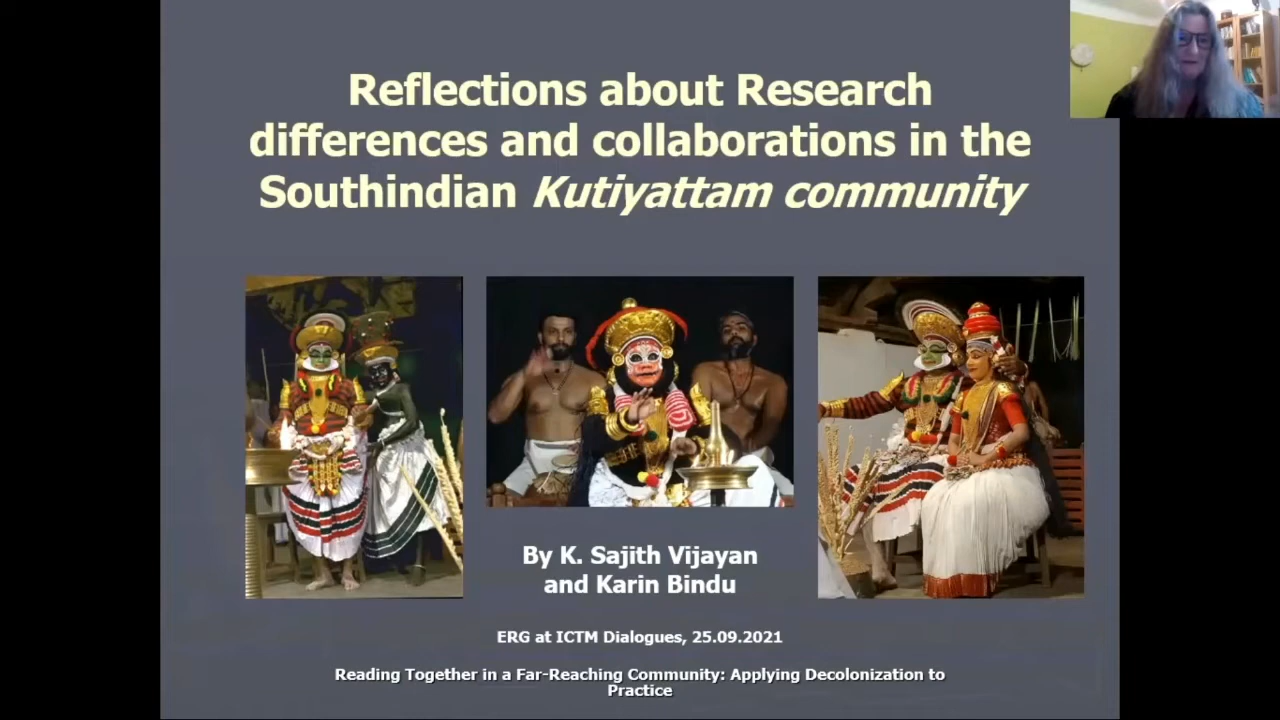 Reflections about Research
differences and collaborations in the
Southindian Kutiyattam community
By K. Sajith Vijayan
and Karin Bindu
ERG at ICTM Dialogues, 25.09.2021
Reading Together in a Far-Reaching Community: Applying Decolonization to
Practice